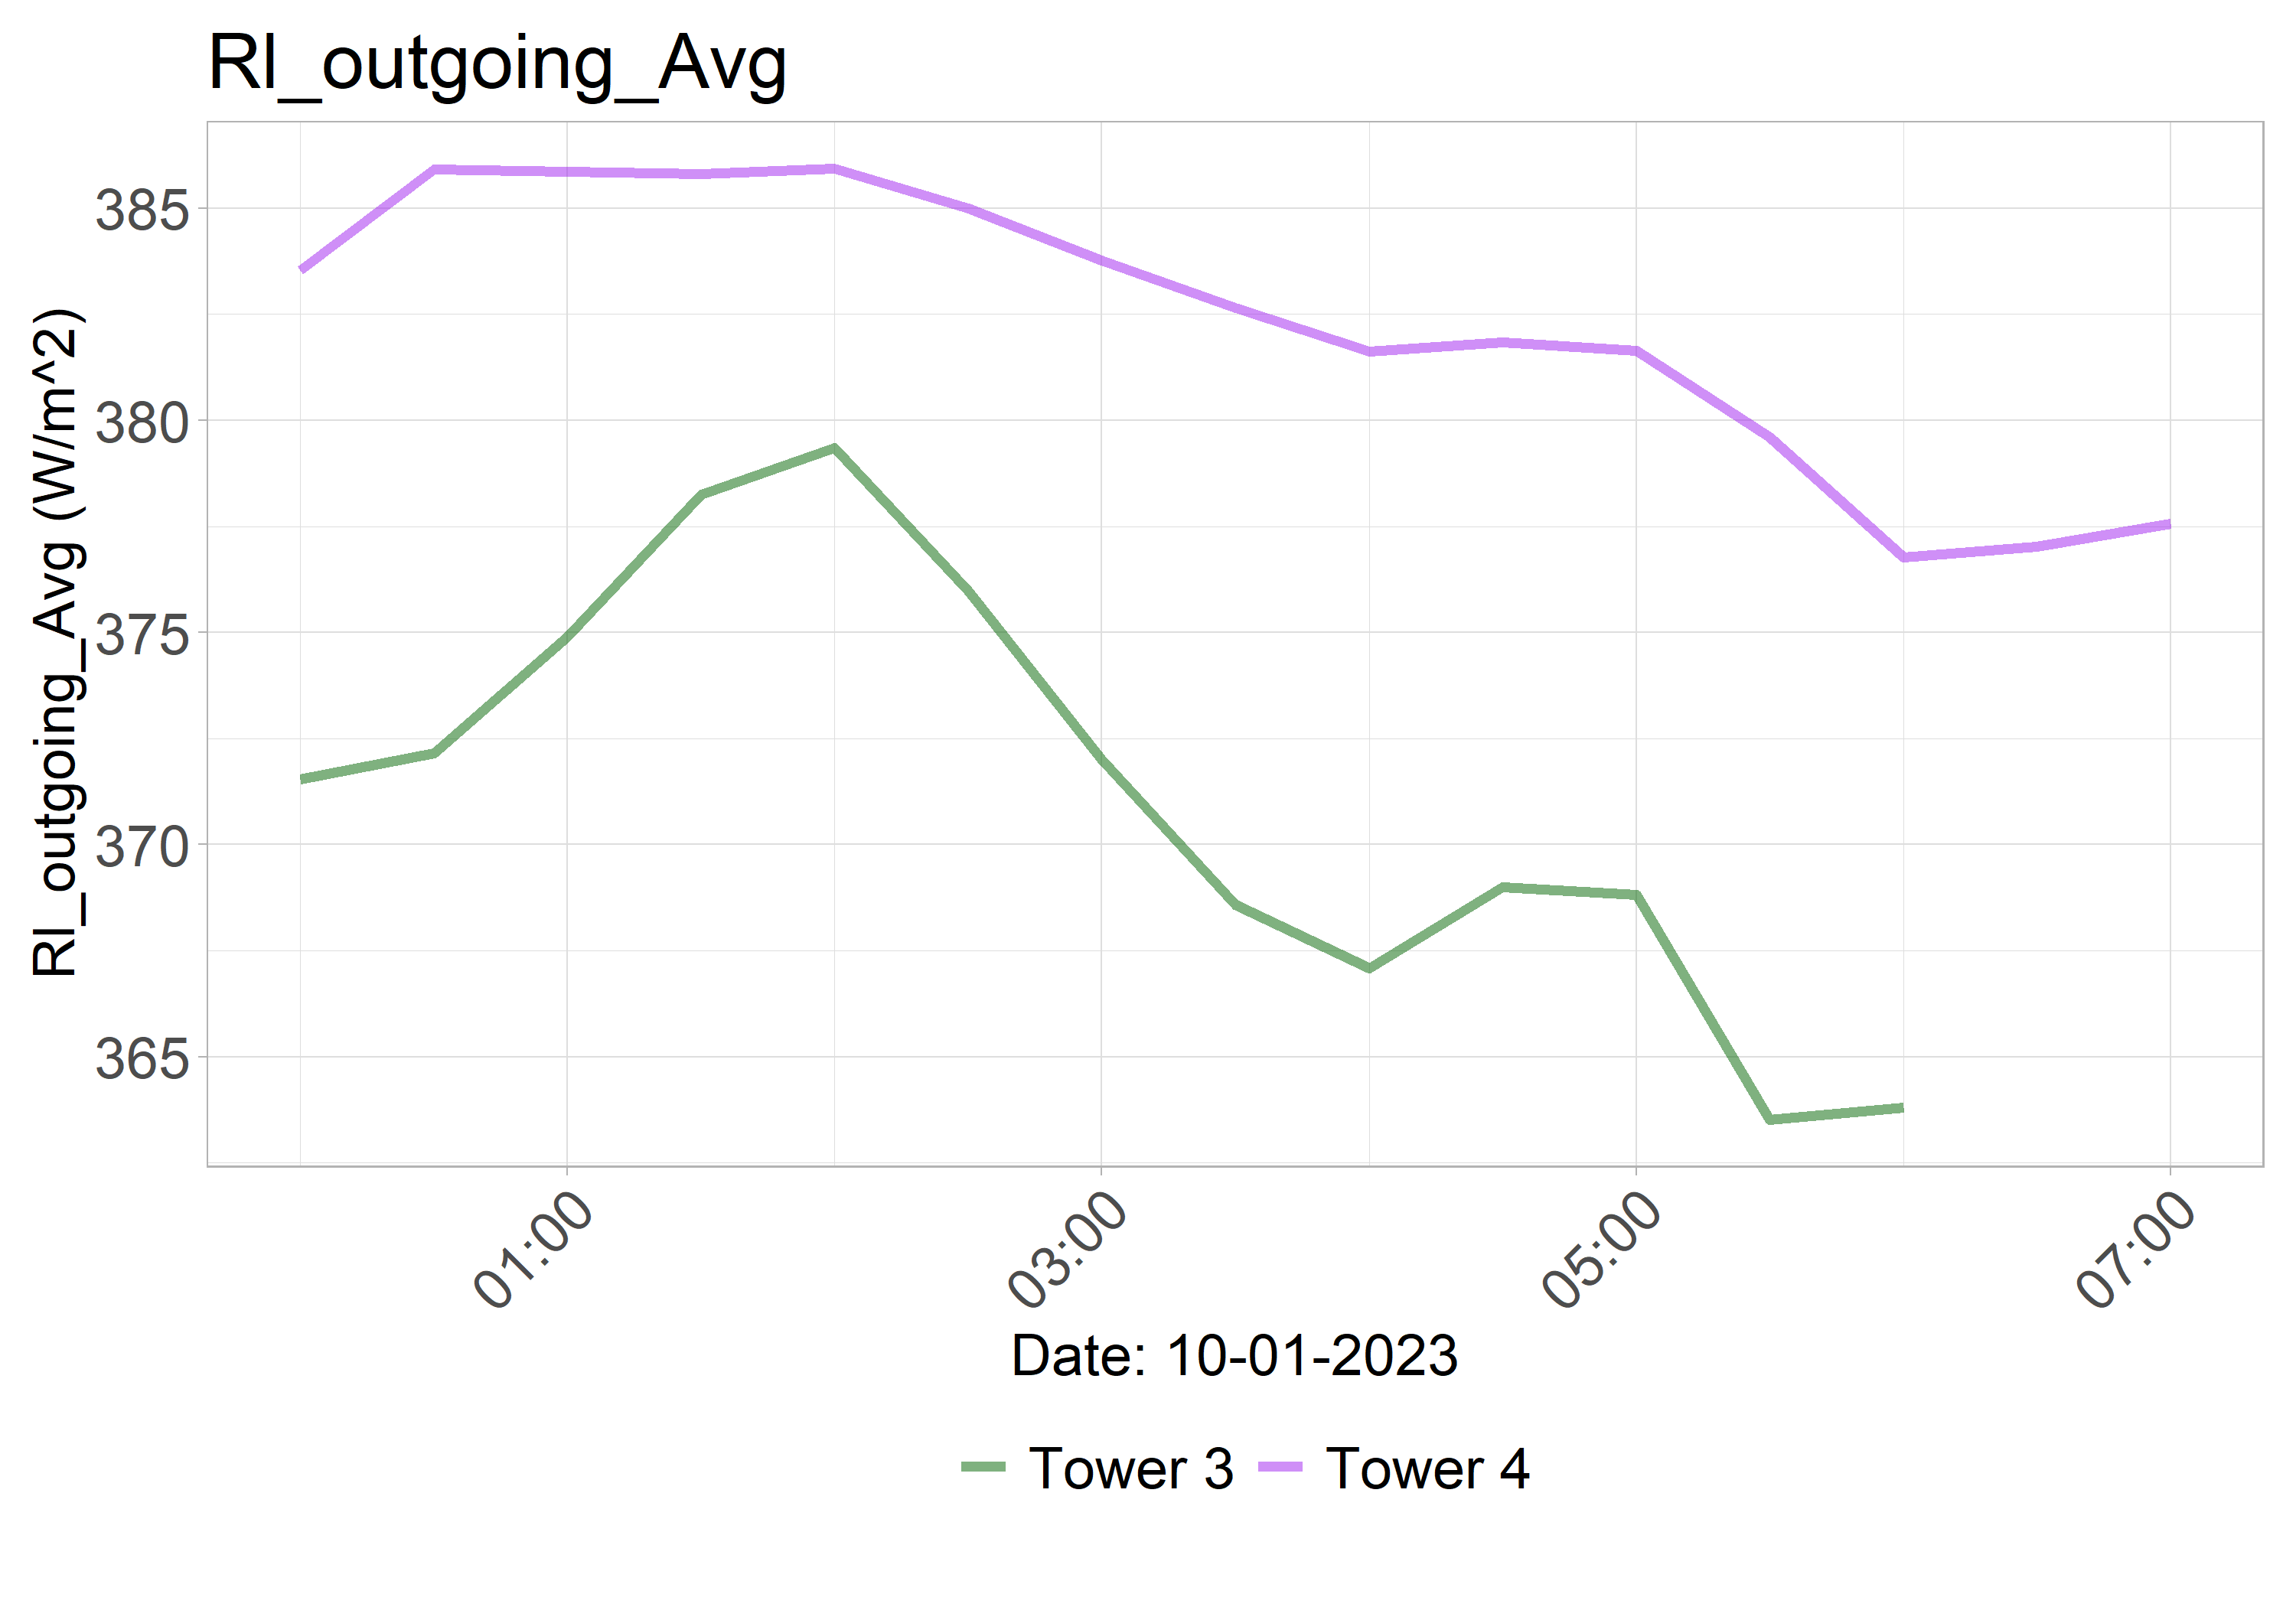 Rl_outgoing_Avg
Rl_outgoing_Avg (W/m^2)
385
380
375
370
365
01:00
03:00
05:00
07:00
Date: 10-01-2023
Tower 3
Tower 4